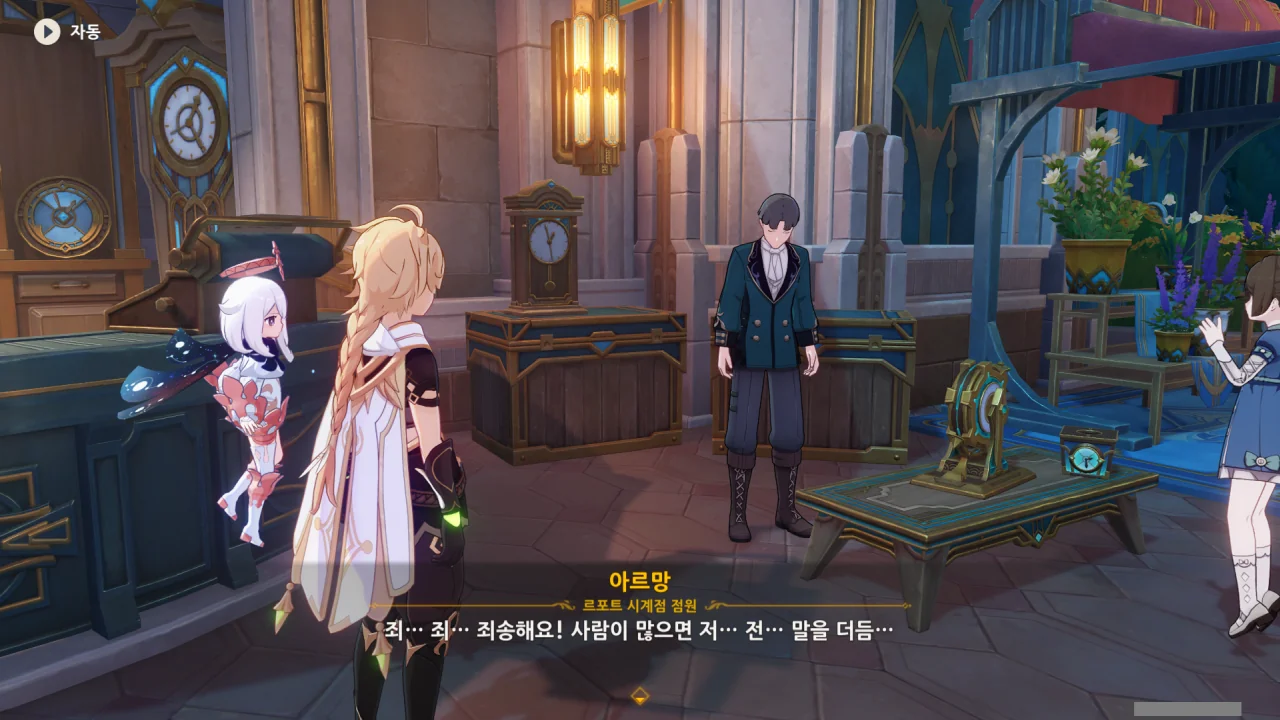 자동
아르망
르포트 시계점 점원
죄… 죄… 죄송해요! 사람이 많으면 저… 전… 말을 더듬…